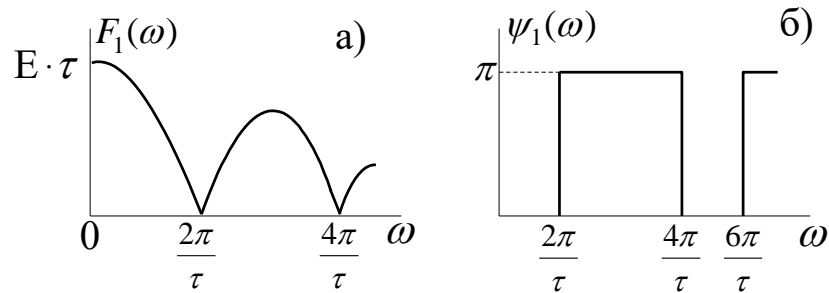 F₁(ω)
а)
E · τ
0
2π/τ
4π/τ
ω
ψ₁(ω)
б)
π
2π/τ
4π/τ
6π/τ
ω